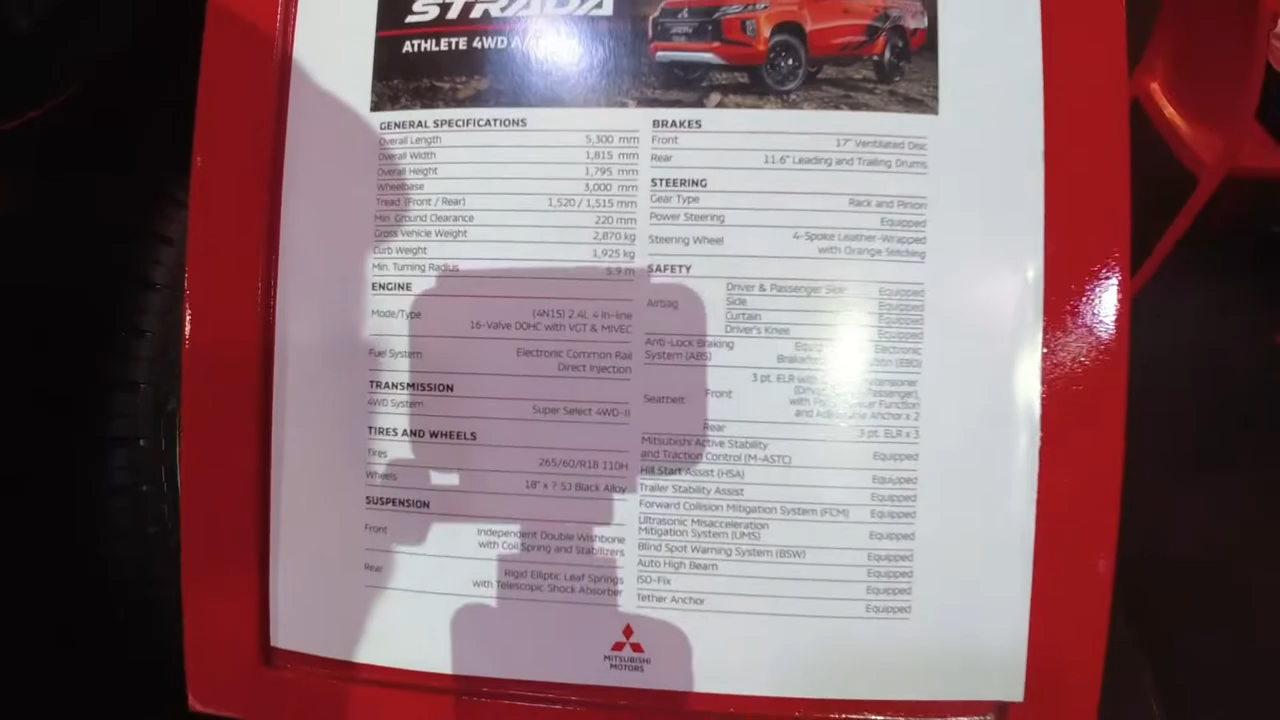 STRADA
ATHLETE 4WD A/
GENERAL SPECIFICATIONS
Overall Length 5,300 mm
Overall Width 1,815 mm
Overall Height 1,795 mm
Wheelbase 3,000 mm
Tread (Front / Rear) 1,520 / 1,515 mm
Min. Ground Clearance 220 mm
Gross Vehicle Weight 2,870 kg
Curb Weight 1,925 kg
Min. Turning Radius 5.9 m
ENGINE
Mode/Type (4N15) 2.4L 4 in-line
16-Valve DOHC with VGT & MIVEC
Fuel System Electronic Common Rail
Direct Injection
TRANSMISSION
4WD System Super Select 4WD-II
TIRES AND WHEELS
Tires 265/60/R18 110H
Wheels 18" x 7.5J Black Alloy
SUSPENSION
Front Independent Double Wishbone
with Coil Spring and Stabilizers
Rear Rigid Elliptic Leaf Springs
with Telescopic Shock Absorber
BRAKES
Front 17" Ventilated Disc
Rear 11.6" Leading and Trailing Drums
STEERING
Gear Type Rack and Pinion
Power Steering Equipped
Steering Wheel 4-Spoke Leather-Wrapped
with Orange Stitching
SAFETY
Airbag Driver & Passenger Side Equipped
Side Equipped
Curtain Equipped
Driver's Knee Equipped
Anti-Lock Braking Electronic
System (ABS) (EBD)
Seatbelt Front 3 pt. ELR with
with Function
and Anchor x 2
Rear 3 pt. ELR x 3
Mitsubishi Active Stability
and Traction Control (M-ASTC) Equipped
Hill Start Assist (HSA) Equipped
Trailer Stability Assist Equipped
Forward Collision Mitigation System (FCM) Equipped
Ultrasonic Misacceleration
Mitigation System (UMS) Equipped
Blind Spot Warning System (BSW) Equipped
Auto High Beam Equipped
ISO-Fix Equipped
Tether Anchor Equipped
MITSUBISHI
MOTORS